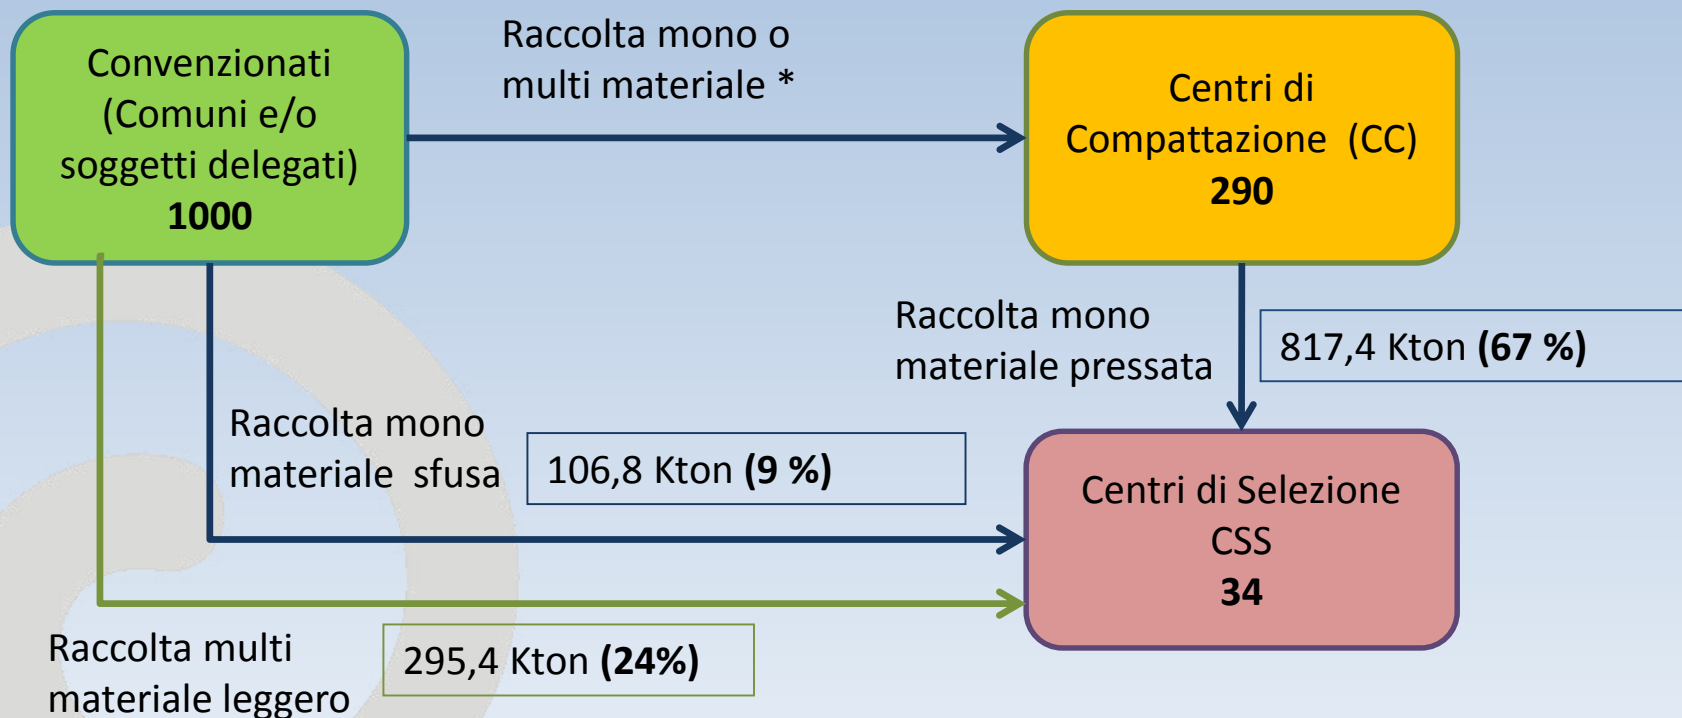 Convenzionati
(Comuni e/o
soggetti delegati)
1000
Raccolta mono o
multi materiale *
Centri di
Compattazione (CC)
290
Raccolta mono
materiale pressata
817,4 Kton (67 %)
Raccolta mono
materiale sfusa
106,8 Kton (9 %)
Centri di Selezione
CSS
34
Raccolta multi
materiale leggero
295,4 Kton (24%)